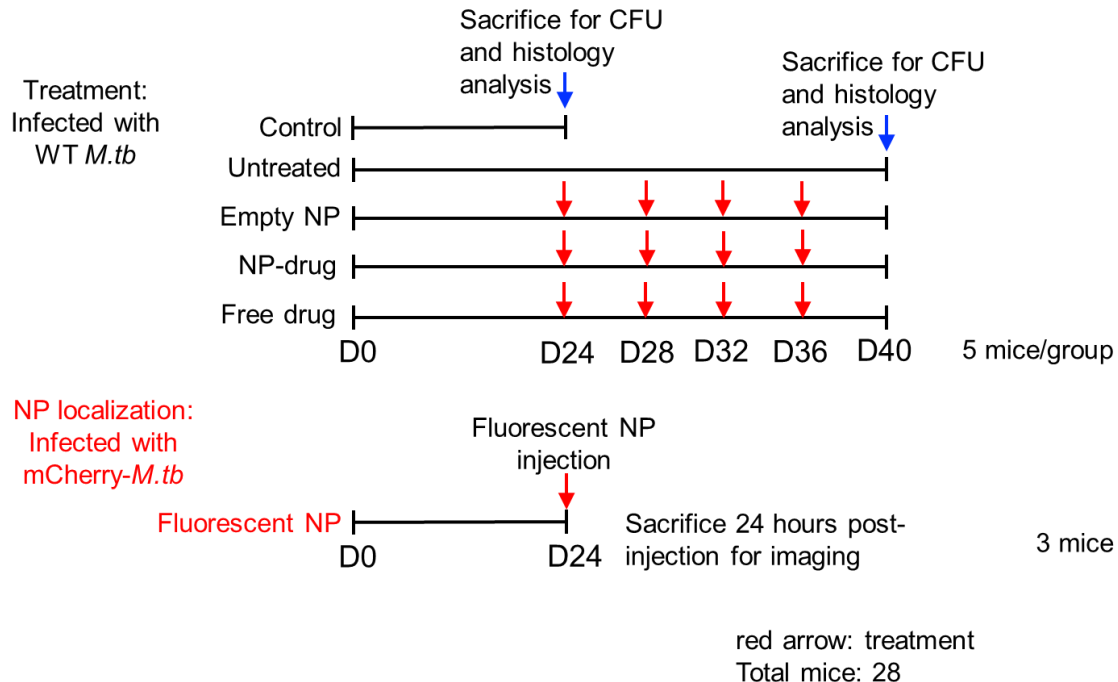 Sacrifice for CFU
and histology
analysis
Sacrifice for CFU
and histology
analysis
Treatment:
Infected with
WT M.tb
Control
Untreated
Empty NP
NP-drug
Free drug
D0
D24
D28
D32
D36
D40
5 mice/group
NP localization:
Infected with
mCherry-M.tb
Fluorescent NP
injection
Fluorescent NP
D0
D24
Sacrifice 24 hours post-
injection for imaging
3 mice
red arrow: treatment
Total mice: 28